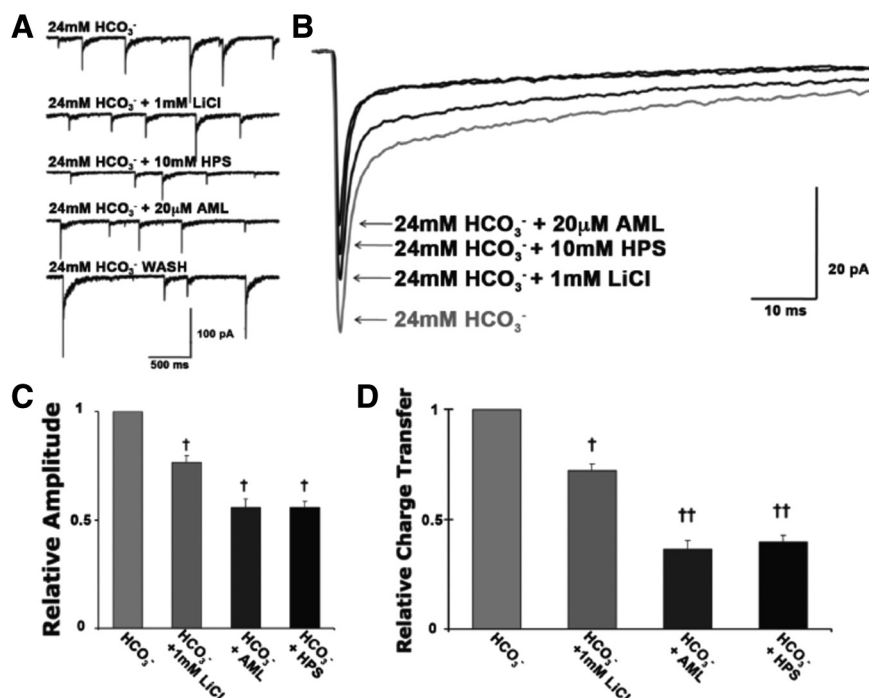 A
24mM HCO₃⁻
24mM HCO₃⁻ + 1mM LiCl
24mM HCO₃⁻ + 10mM HPS
24mM HCO₃⁻ + 20µM AML
24mM HCO₃⁻ WASH
100 pA
500 ms
B
24mM HCO₃⁻ + 20µM AML
24mM HCO₃⁻ + 10mM HPS
24mM HCO₃⁻ + 1mM LiCl
24mM HCO₃⁻
20 pA
10 ms
C
Relative Amplitude
1
0.5
0
†
†
†
HCO₃⁻
HCO₃⁻
+1mM LiCl
HCO₃⁻
+ AML
HCO₃⁻
+ HPS
D
Relative Charge Transfer
1
0.5
0
†
††
††
HCO₃⁻
HCO₃⁻
+1mM LiCl
HCO₃⁻
+ AML
HCO₃⁻
+ HPS